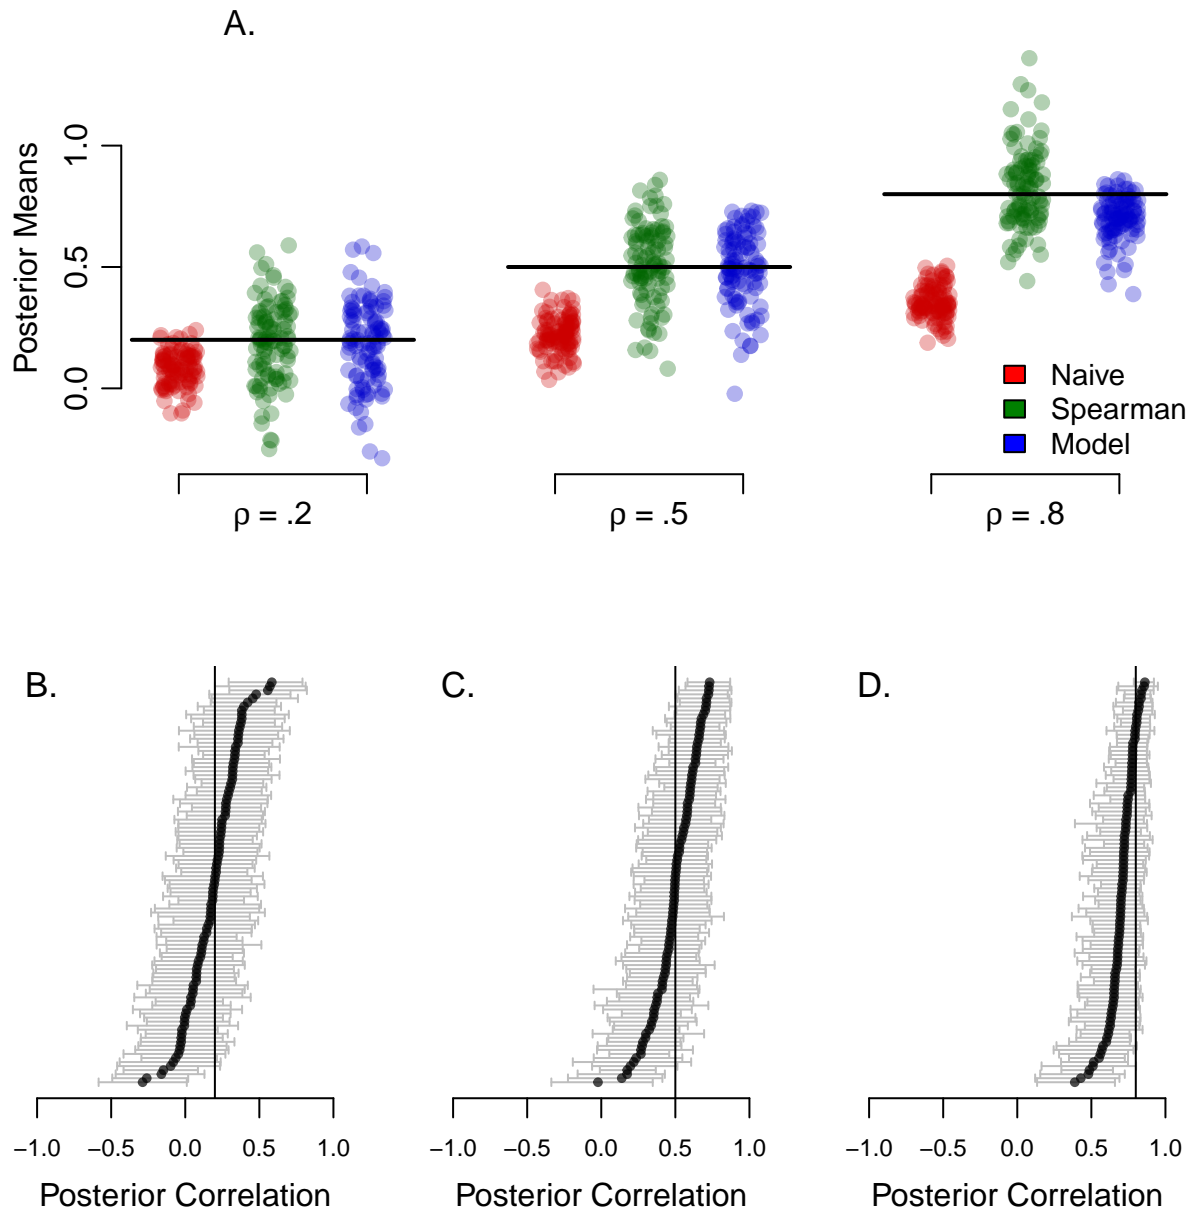 A.
Posterior Means
1.0
0.5
0.0
Naive
Spearman
Model
ρ = .2
ρ = .5
ρ = .8
B.
C.
D.
−1.0 −0.5 0.0 0.5 1.0
−1.0 −0.5 0.0 0.5 1.0
−1.0 −0.5 0.0 0.5 1.0
Posterior Correlation
Posterior Correlation
Posterior Correlation